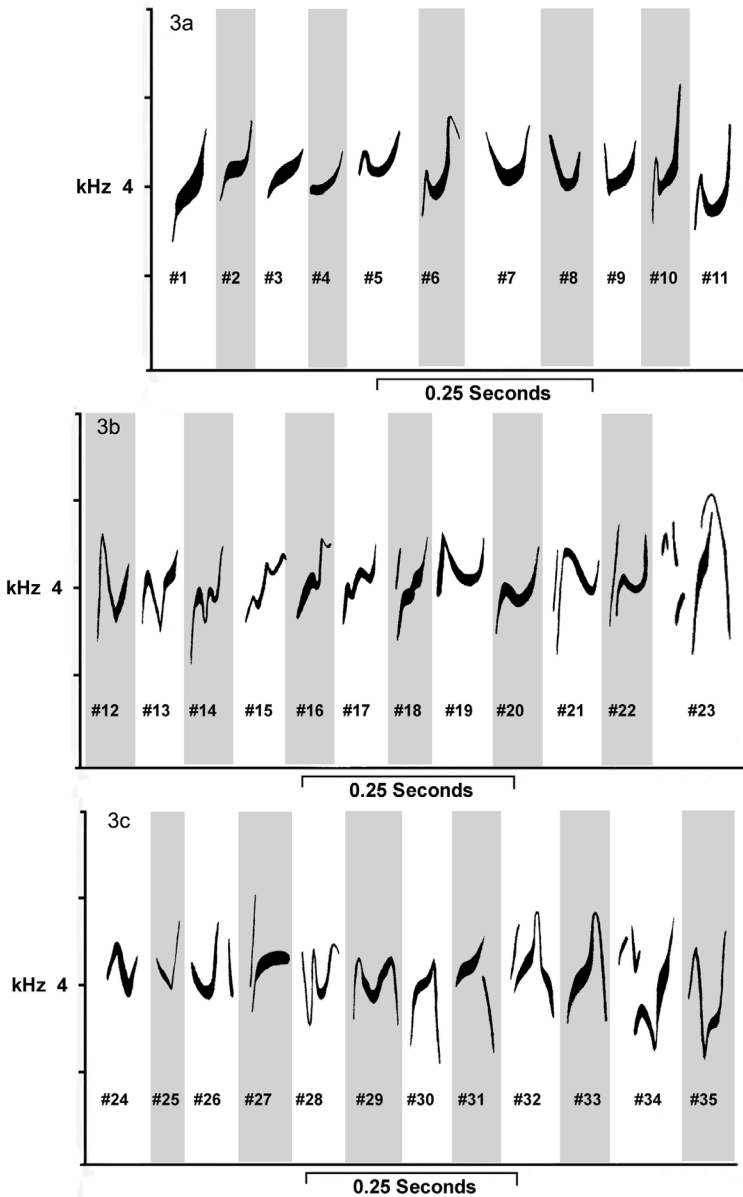 3a
kHz 4
#1 #2 #3 #4 #5 #6 #7 #8 #9 #10 #11
0.25 Seconds
3b
kHz 4
#12 #13 #14 #15 #16 #17 #18 #19 #20 #21 #22 #23
0.25 Seconds
3c
kHz 4
#24 #25 #26 #27 #28 #29 #30 #31 #32 #33 #34 #35
0.25 Seconds